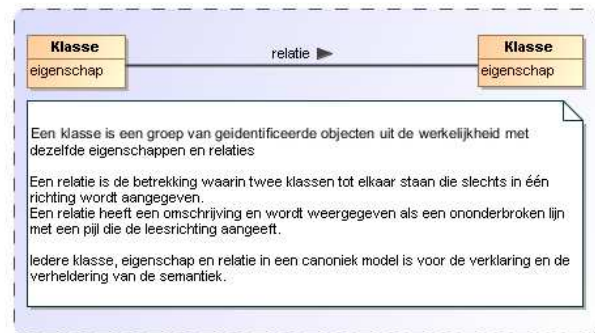 Klasse
eigenschap
relatie
Klasse
eigenschap
Een klasse is een groep van geidentificeerde objecten uit de werkelijkheid met
dezelfde eigenschappen en relaties
Een relatie is de betrekking waarin twee klassen tot elkaar staan die slechts in één
richting wordt aangegeven.
Een relatie heeft een omschrijving en wordt weergegeven als een ononderbroken lijn
met een pijl die de leesrichting aangeeft.
Iedere klasse, eigenschap en relatie in een canoniek model is voor de verklaring en de
verheldering van de semantiek.